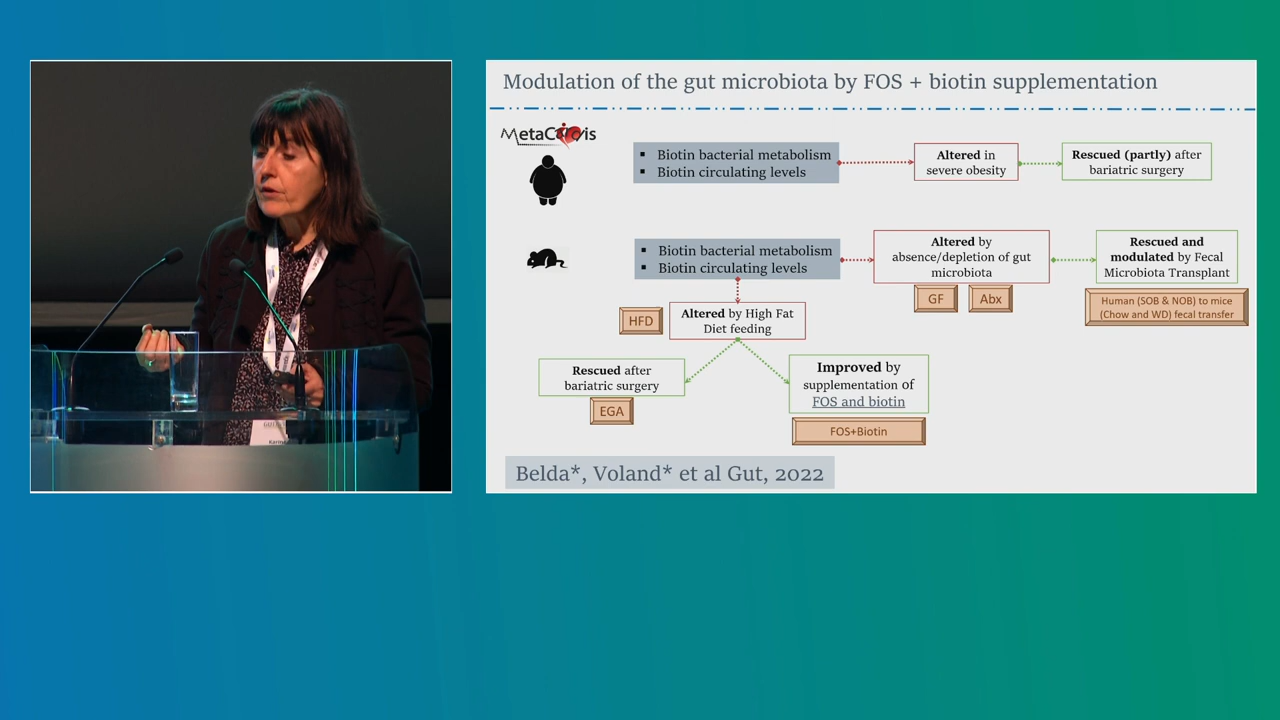 Modulation of the gut microbiota by FOS + biotin supplementation
MetaCardis
▪ Biotin bacterial metabolism
▪ Biotin circulating levels
Altered in
severe obesity
Rescued (partly) after
bariatric surgery
▪ Biotin bacterial metabolism
▪ Biotin circulating levels
Altered by
absence/depletion of gut
microbiota
GF
Abx
Rescued and
modulated by Fecal
Microbiota Transplant
Human (SOB & NOB) to mice
(Chow and WD) fecal transfer
HFD
Altered by High Fat
Diet feeding
Rescued after
bariatric surgery
EGA
Improved by
supplementation of
FOS and biotin
FOS+Biotin
Belda*, Voland* et al Gut, 2022